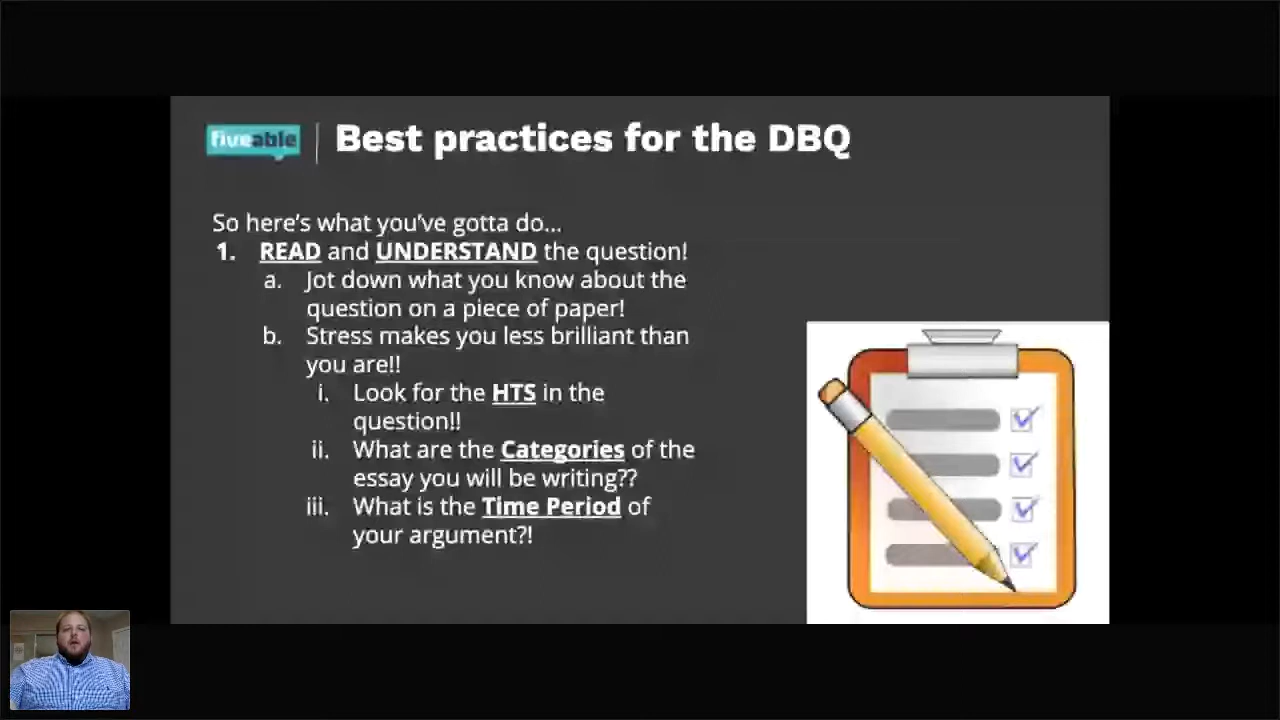 fiveable
Best practices for the DBQ
So here's what you've gotta do...
1. READ and UNDERSTAND the question!
a. Jot down what you know about the
question on a piece of paper!
b. Stress makes you less brilliant than
you are!!
i. Look for the HTS in the
question!!
ii. What are the Categories of the
essay you will be writing??
iii. What is the Time Period of
your argument?!